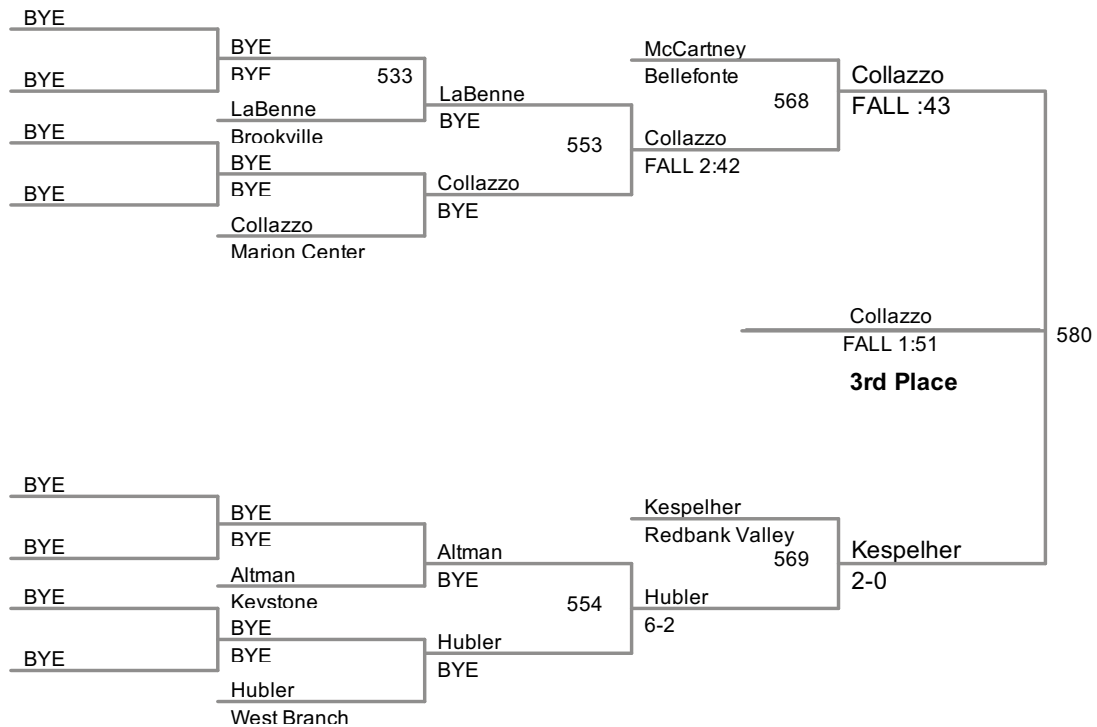 BYE
BYE
BYE
BYE
BYE
BYE
533
LaBenne
Brookville
BYE
BYE
Collazzo
Marion Center
LaBenne
BYE
553
Collazzo
BYE
McCartney
Bellefonte
568
Collazzo
FALL 2:42
Collazzo
FALL :43
Collazzo
FALL 1:51
3rd Place
580
BYE
BYE
BYE
BYE
BYE
BYE
Altman
Keystone
BYE
BYE
Hubler
West Branch
Altman
BYE
554
Hubler
BYE
Kespelher
Redbank Valley
569
Hubler
6-2
Kespelher
2-0